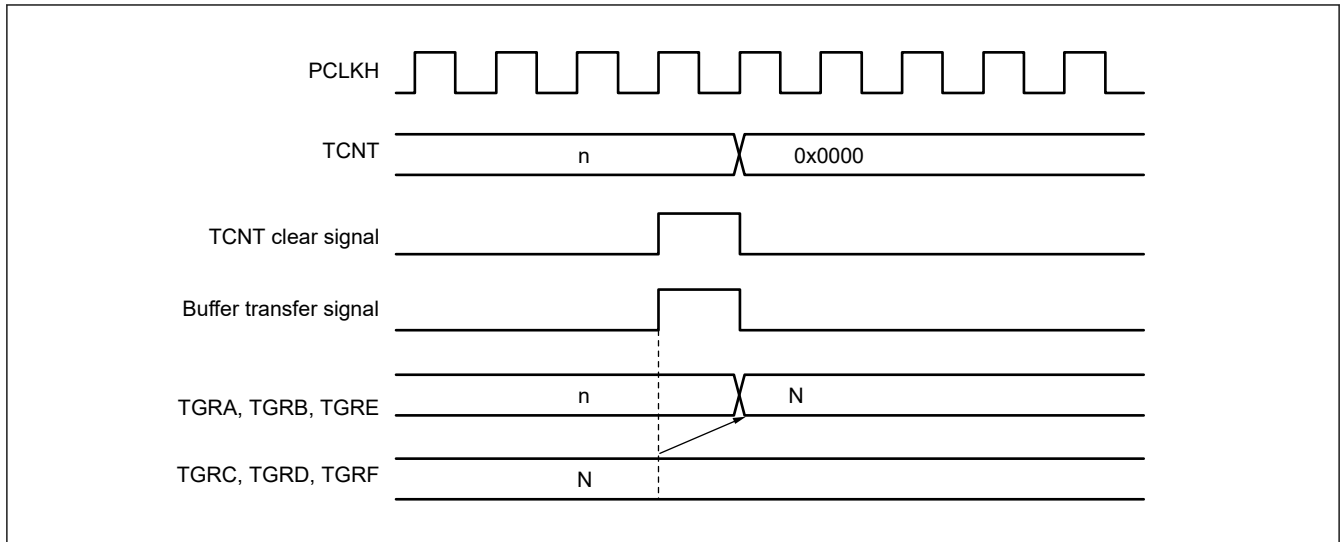 PCLKH
TCNT n 0x0000
TCNT clear signal
Buffer transfer signal
TGRA, TGRB, TGRE n N
TGRC, TGRD, TGRF N